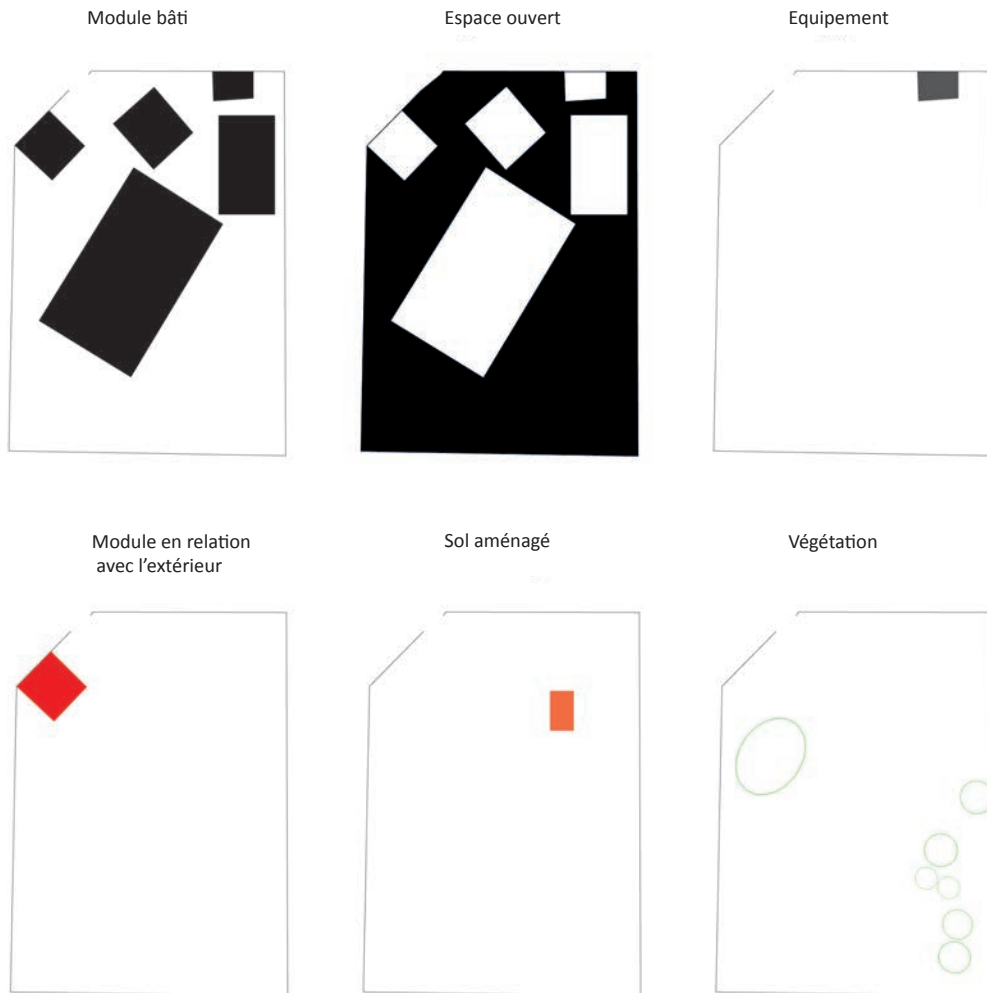 Module bâti
Espace ouvert
Equipement
Module en relation
avec l'extérieur
Sol aménagé
Végétation